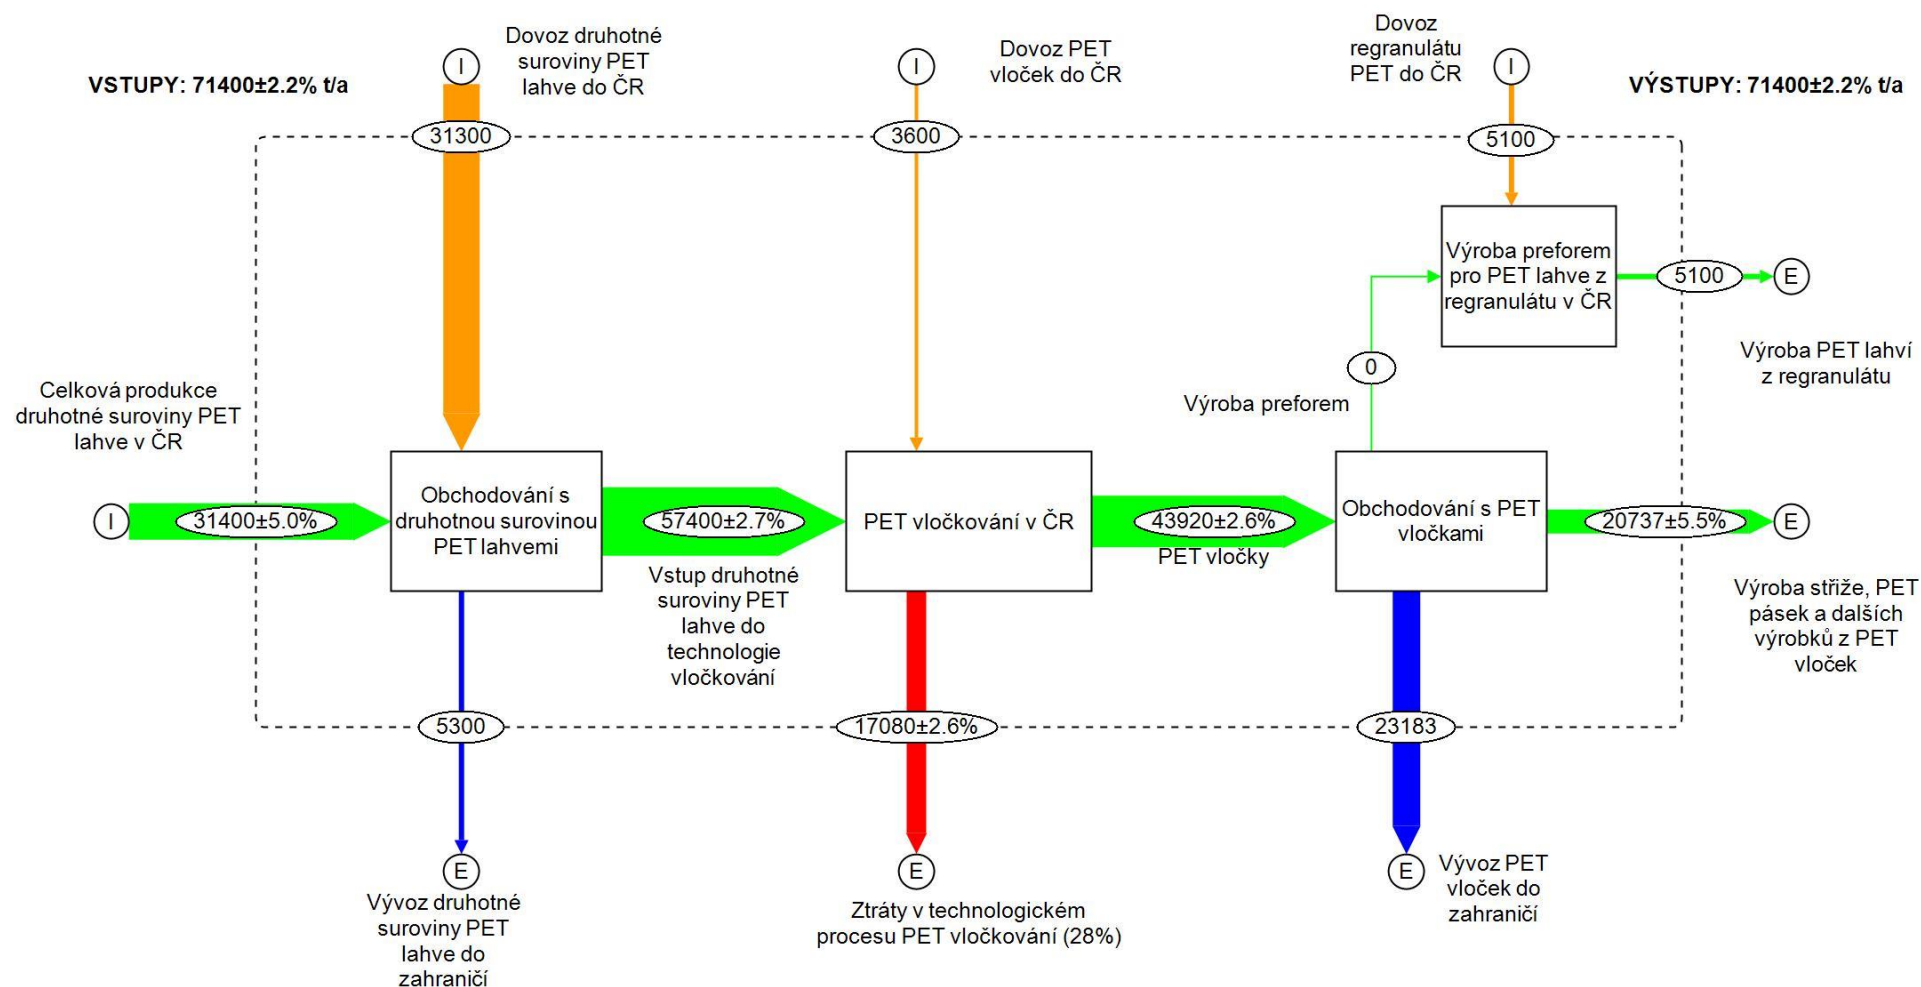 VSTUPY: 71400±2.2% t/a
I
Dovoz druhotné
suroviny PET
lahve do ČR
I
Dovoz PET
vloček do ČR
Dovoz
regranulátu
PET do ČR
I
VÝSTUPY: 71400±2.2% t/a
31300
3600
5100
Výroba preforem
pro PET lahve z
regranulátu v ČR
5100
E
Výroba PET lahví
z regranulátu
0
Výroba preforem
Celková produkce
druhotné suroviny PET
lahve v ČR
I
31400±5.0%
Obchodování s
druhotnou surovinou
PET lahvemi
57400±2.7%
Vstup druhotné
suroviny PET
lahve do
technologie
vločkování
PET vločkování v ČR
43920±2.6%
PET vločky
Obchodování s PET
vločkami
20737±5.5%
E
Výroba střiže, PET
pásek a dalších
výrobků z PET
vloček
5300
17080±2.6%
23183
E
Vývoz druhotné
suroviny PET
lahve do
zahraničí
E
Ztráty v technologickém
procesu PET vločkování (28%)
E
Vývoz PET
vloček do
zahraničí